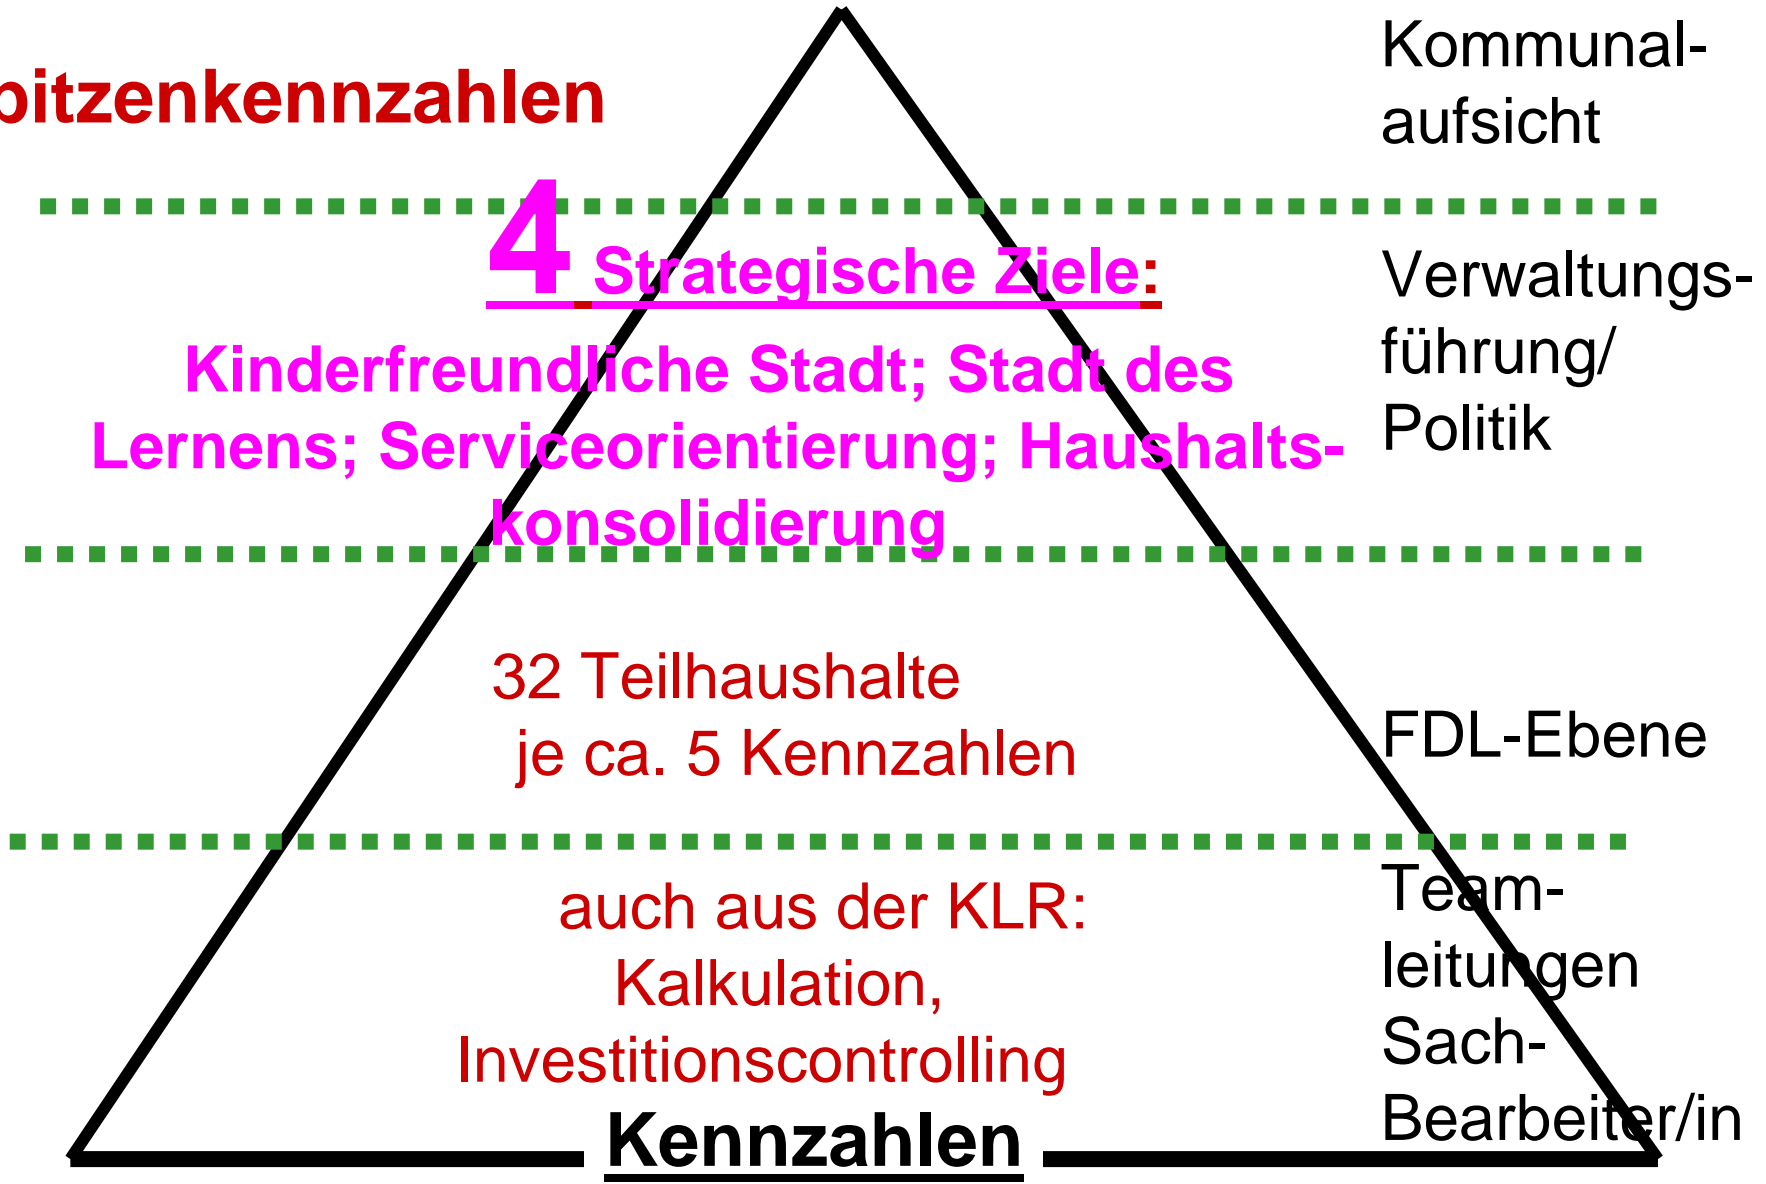 pitzenkennzahlen
Kommunal-
aufsicht
4 Strategische Ziele:
Kinderfreundliche Stadt; Stadt des
Lernens; Serviceorientierung; Haushalts-
konsolidierung
Verwaltungs-
führung/
Politik
32 Teilhaushalte
je ca. 5 Kennzahlen
FDL-Ebene
auch aus der KLR:
Kalkulation,
Investitionscontrolling
Kennzahlen
Team-
leitungen
Sach-
Bearbeiter/in